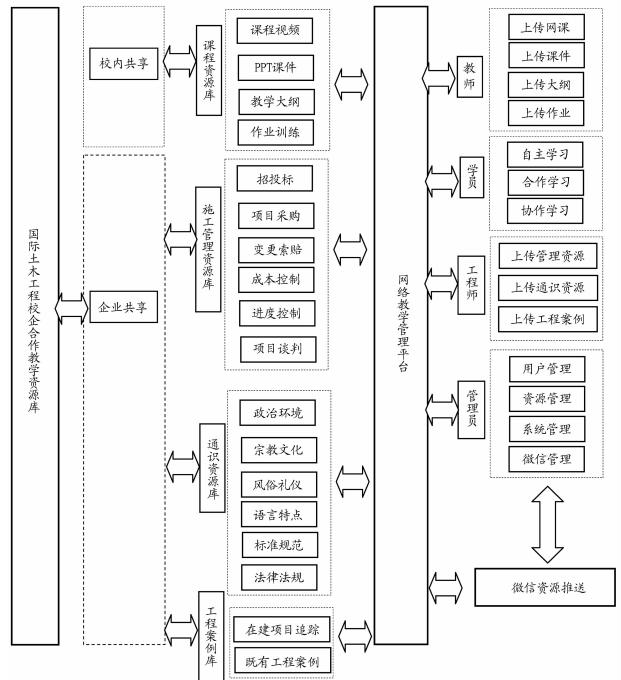 国际土木工程校企合作教学资源库
校内共享
企业共享
课程资源库
课程视频
PPT课件
教学大纲
作业训练
施工管理资源库
招投标
项目采购
变更索赔
成本控制
进度控制
项目谈判
通识资源库
政治环境
宗教文化
风俗礼仪
语言特点
标准规范
法律法规
工程案例库
在建项目追踪
既有工程案例
网络教学管理平台
教师
上传网课
上传课件
上传大纲
上传作业
学员
自主学习
合作学习
协作学习
工程师
上传管理资源
上传通识资源
上传工程案例
管理员
用户管理
资源管理
系统管理
微信管理
微信资源推送